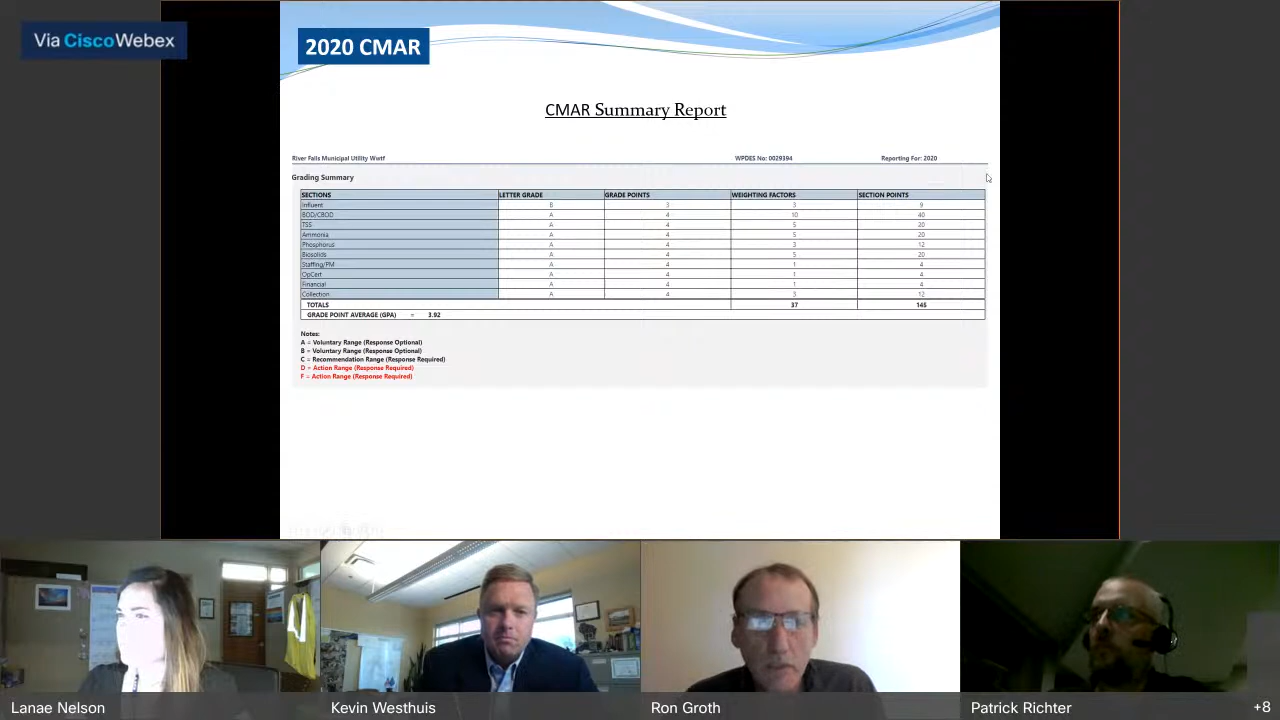 Via CiscoWebex
2020 CMAR
CMAR Summary Report
River Falls Municipal Utility Wwtf WPDES No: 0029394 Reporting For: 2020
Grading Summary
SECTIONS LETTER GRADE GRADE POINTS WEIGHTING FACTORS SECTION POINTS
Influent B 3 3 9
BOD/CBOD A 4 10 40
TSS A 4 5 20
Ammonia A 4 5 20
Phosphorus A 4 3 12
Biosolids A 4 5 20
Staffing/PM A 4 1 4
OpCert A 4 1 4
Financial A 4 1 4
Collection A 4 3 12
TOTALS 37 145
GRADE POINT AVERAGE (GPA) = 3.92
Notes:
A = Voluntary Range (Response Optional)
B = Voluntary Range (Response Optional)
C = Recommendation Range (Response Required)
D = Action Range (Response Required)
F = Action Range (Response Required)
Lanae Nelson
Kevin Westhuis
Ron Groth
Patrick Richter
+8